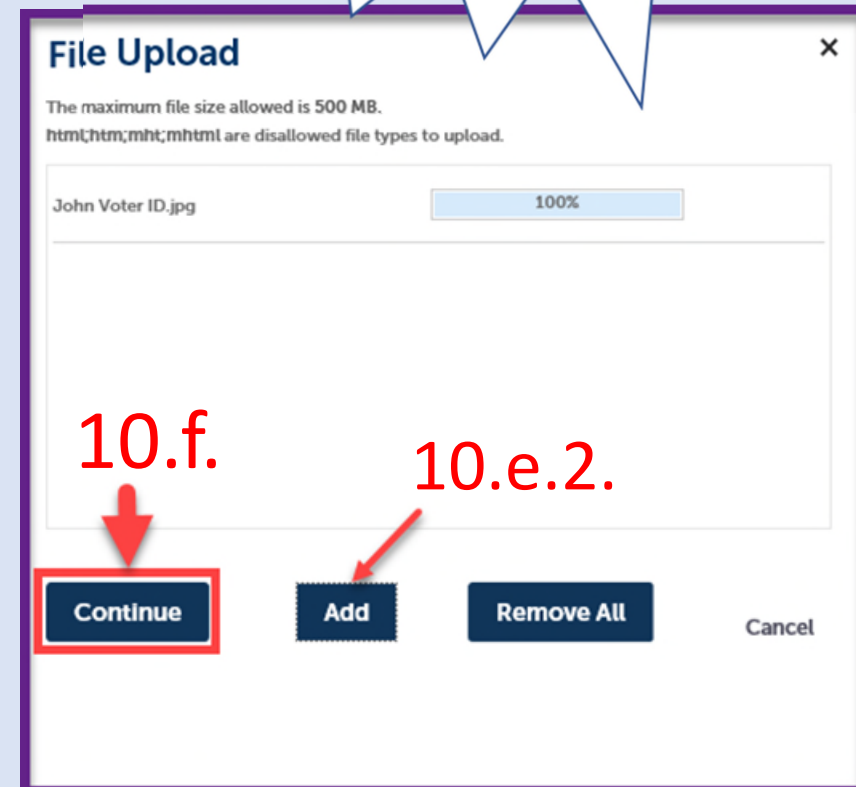 File Upload
×
The maximum file size allowed is 500 MB.
html;htm;mht;mhtml are disallowed file types to upload.
John Voter ID.jpg 100%
10.f.
10.e.2.
Continue Add Remove All Cancel